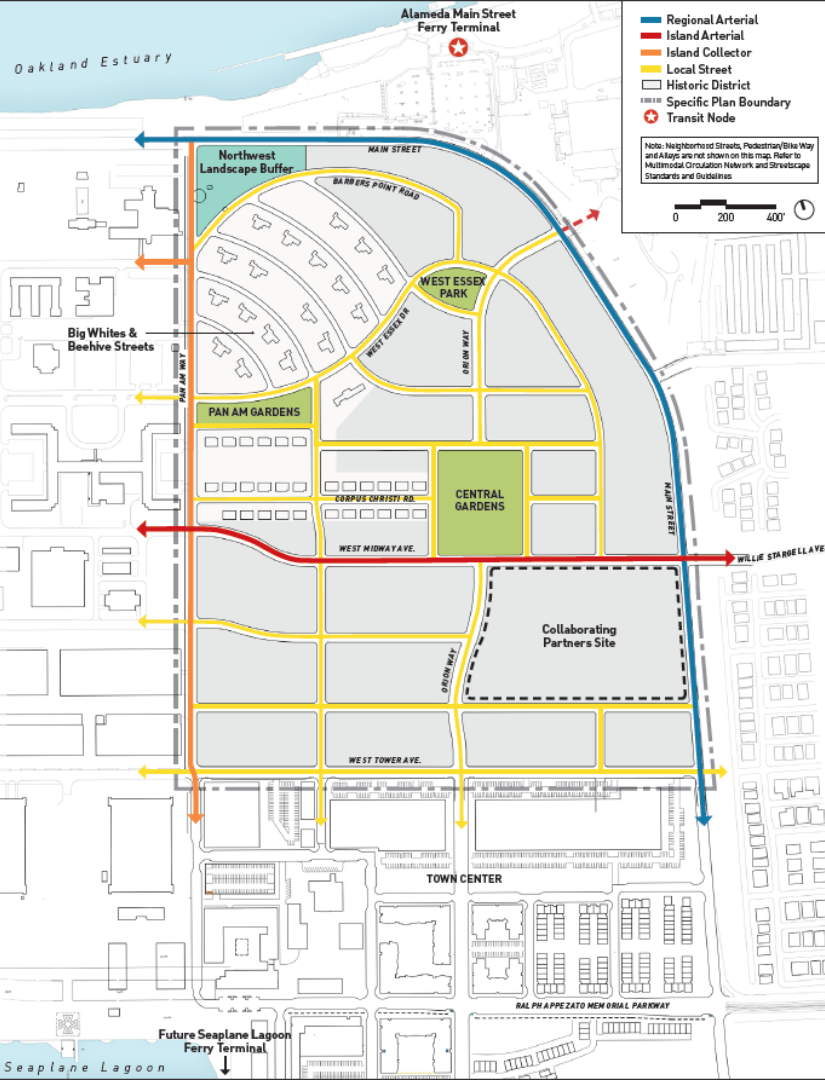 Alameda Main Street
Ferry Terminal
Oakland Estuary
Regional Arterial
Island Arterial
Island Collector
Local Street
Historic District
Specific Plan Boundary
Transit Node
Note: Neighborhood Streets, Pedestrian/Bike Way
and Alleys are not shown on this map. Refer to
Multimodal Circulation Network and Streetscape
Standards and Guidelines
0 200 400'
MAIN STREET
Northwest
Landscape Buffer
BARBERS POINT ROAD
WEST ESSEX
PARK
Big Whites &
Beehive Streets
WEST ESSEX DR
ORION WAY
PAN AM WAY
PAN AM GARDENS
CENTRAL
GARDENS
CORPUS CHRISTI RD.
MAIN STREET
WEST MIDWAY AVE.
WILLIE STARGELL AVE
Collaborating
Partners Site
ORION WAY
WEST TOWER AVE.
TOWN CENTER
RALPH APPEZATO MEMORIAL PARKWAY
Future Seaplane Lagoon
Ferry Terminal
Seaplane Lagoon